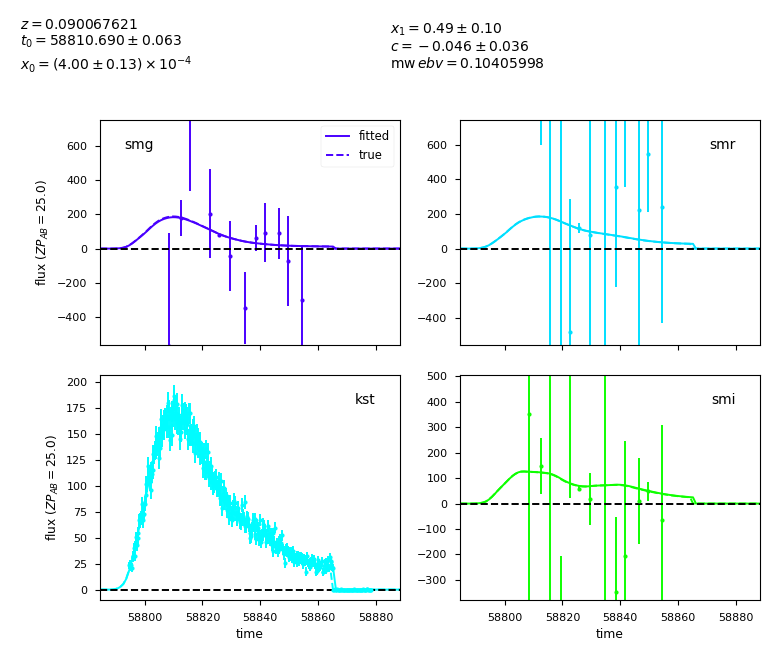 z = 0.090067621
t₀ = 58810.690 ± 0.063
x₀ = (4.00 ± 0.13) × 10⁻⁴
x₁ = 0.49 ± 0.10
c = −0.046 ± 0.036
mw ebv = 0.10405998
smg
fitted
true
600
400
200
0
−200
−400
flux (ZP_AB = 25.0)
smr
600
400
200
0
−200
−400
kst
200
175
150
125
100
75
50
25
0
flux (ZP_AB = 25.0)
58800 58820 58840 58860 58880
time
smi
500
400
300
200
100
0
−100
−200
−300
58800 58820 58840 58860 58880
time